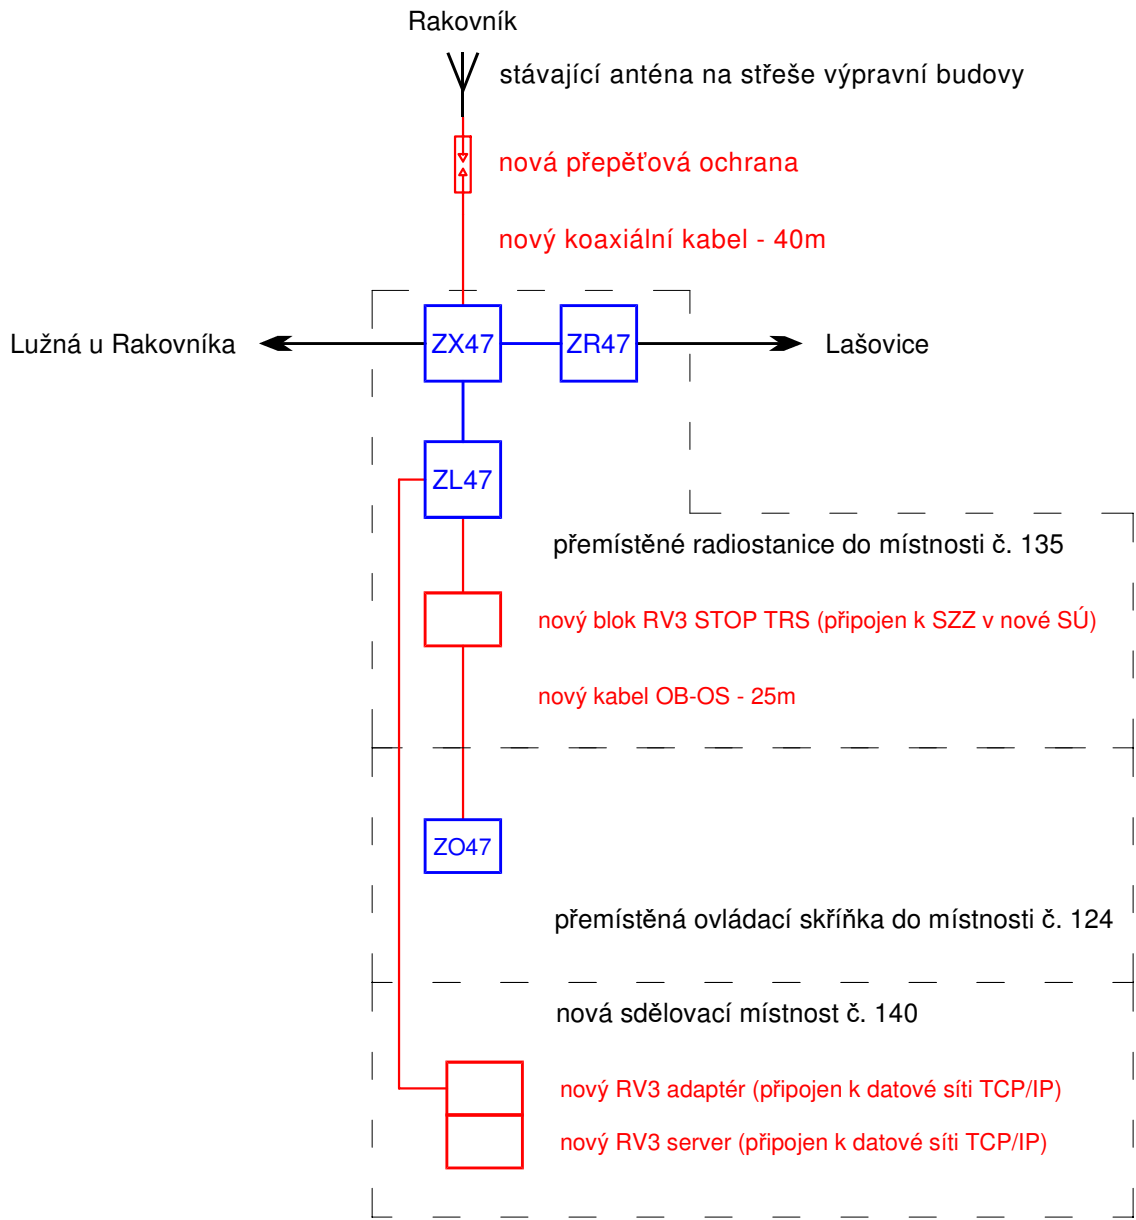 Rakovník
stávající anténa na střeše výpravní budovy
nová přepěťová ochrana
nový koaxiální kabel - 40m
Lužná u Rakovníka
ZX47
ZR47
Lašovice
ZL47
přemístěné radiostanice do místnosti č. 135
nový blok RV3 STOP TRS (připojen k SZZ v nové SÚ)
nový kabel OB-OS - 25m
ZO47
přemístěná ovládací skříňka do místnosti č. 124
nová sdělovací místnost č. 140
nový RV3 adaptér (připojen k datové síti TCP/IP)
nový RV3 server (připojen k datové síti TCP/IP)